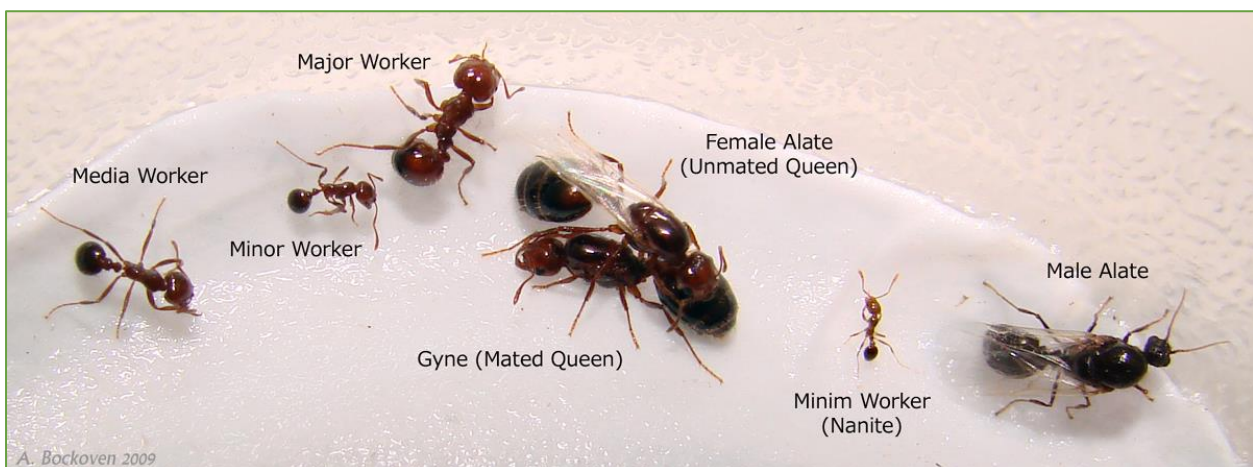 Major Worker
Female Alate
(Unmated Queen)
Media Worker
Minor Worker
Male Alate
Gyne (Mated Queen)
Minim Worker
(Nanite)
A. Bockoven 2009